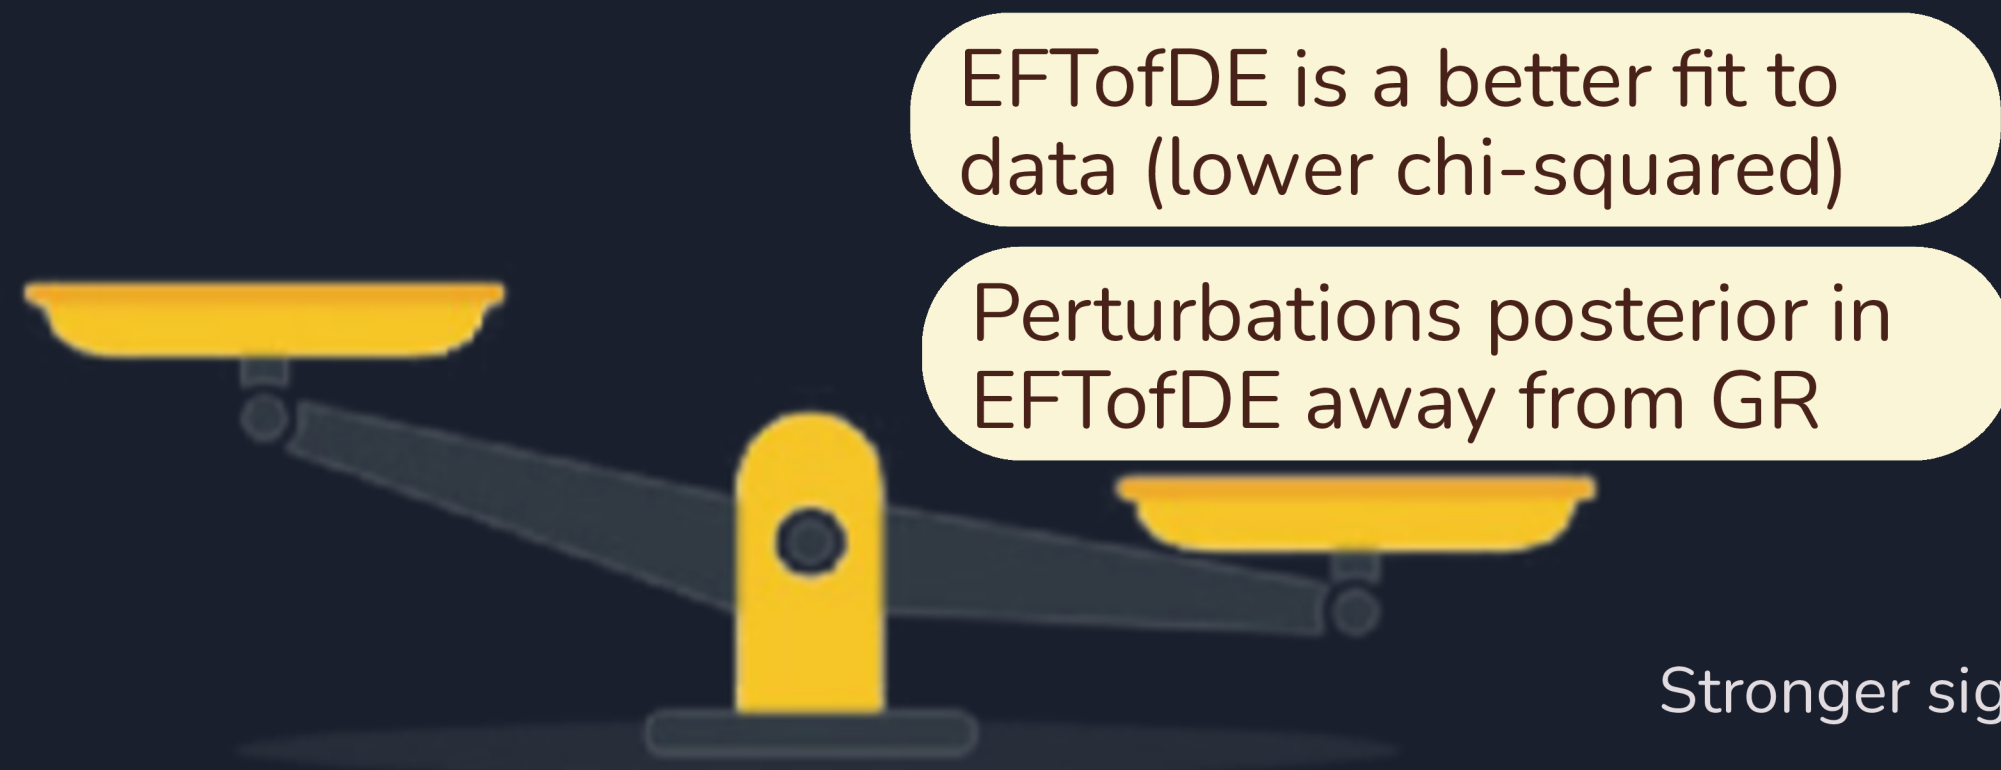 EFTofDE is a better fit to
data (lower chi-squared)
Perturbations posterior in
EFTofDE away from GR
Stronger